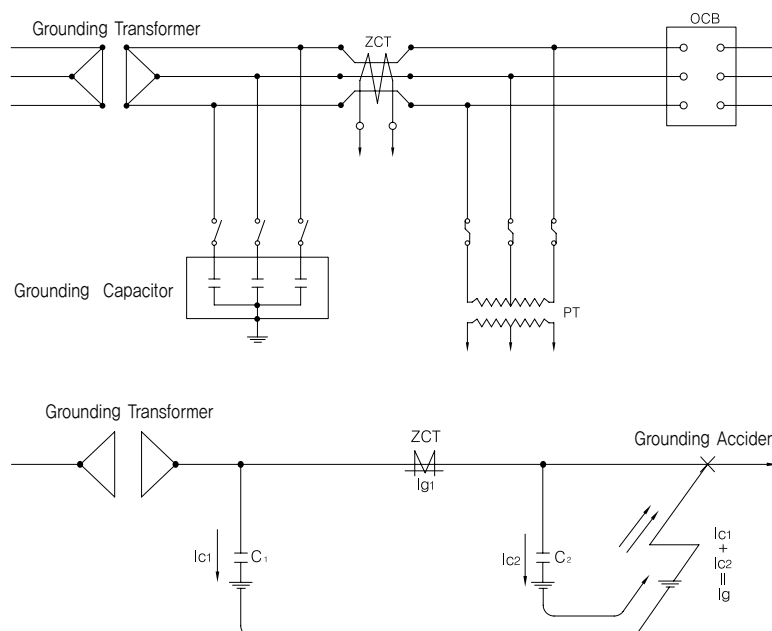 Grounding Transformer
ZCT
OCB
Grounding Capacitor
PT
Grounding Transformer
ZCT
Ig1
Grounding Accider
Ic1
C1
Ic2
C2
Ic1
+
Ic2
||
Ig